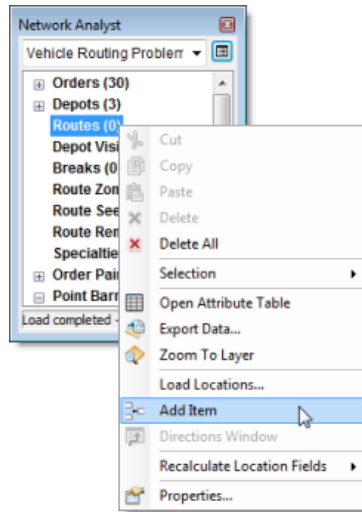 Network Analyst
Vehicle Routing Problem
Orders (30)
Depots (3)
Routes (0)
Depot Visi
Breaks (0
Route Zon
Route See
Route Ren
Specialtie
Order Pai
Point Barr
Load completed -
Cut
Copy
Paste
Delete
Delete All
Selection
Open Attribute Table
Export Data...
Zoom To Layer
Load Locations...
Add Item
Directions Window
Recalculate Location Fields
Properties...